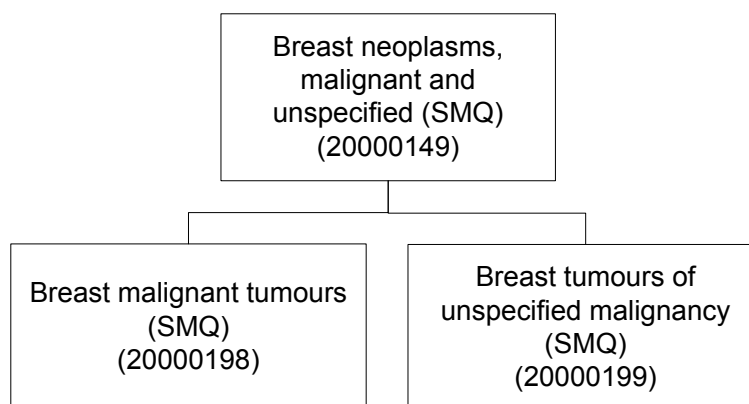 Breast neoplasms,
malignant and
unspecified (SMQ)
(20000149)
Breast malignant tumours
(SMQ)
(20000198)
Breast tumours of
unspecified malignancy
(SMQ)
(20000199)